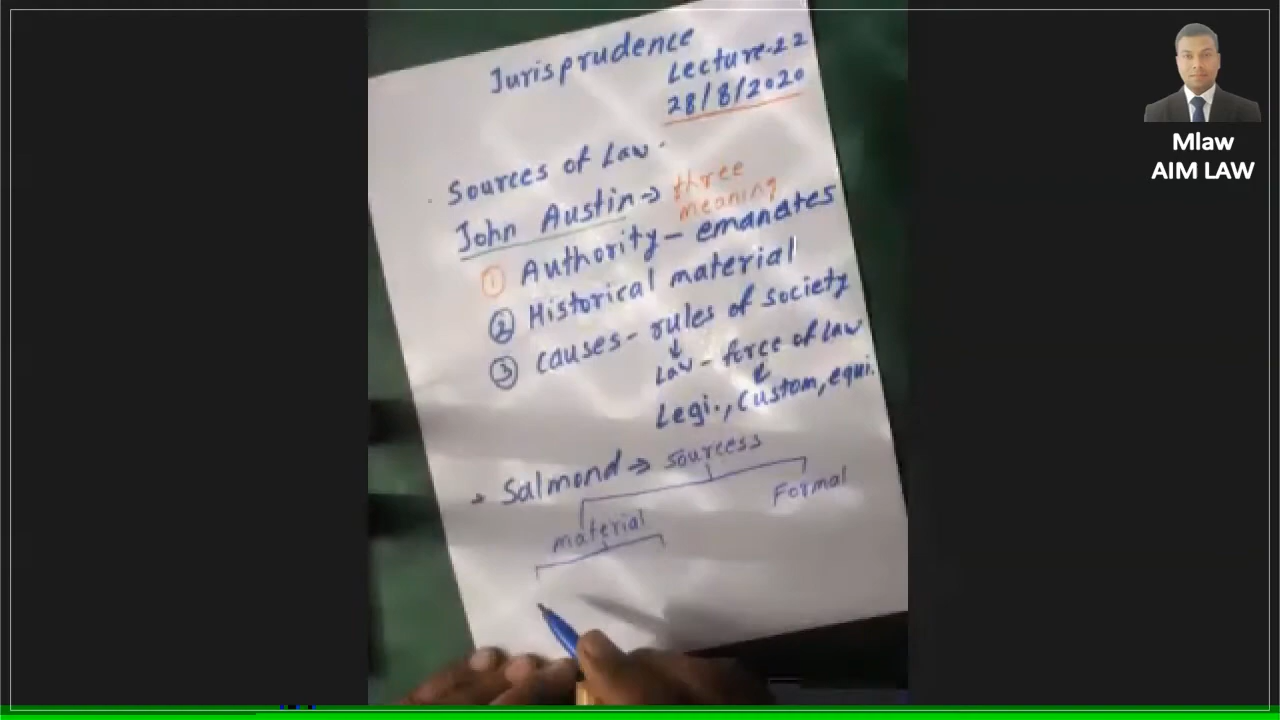 Jurisprudence
Lecture-22
28/8/2020
Sources of Law.
John Austin → three
meaning
① Authority - emanates
② Historical material
③ causes - rules of society
↓
Law - force of Law
Legi., Custom, equi.
→ Salmond → sourcess
material Formal
Mlaw
AIM LAW